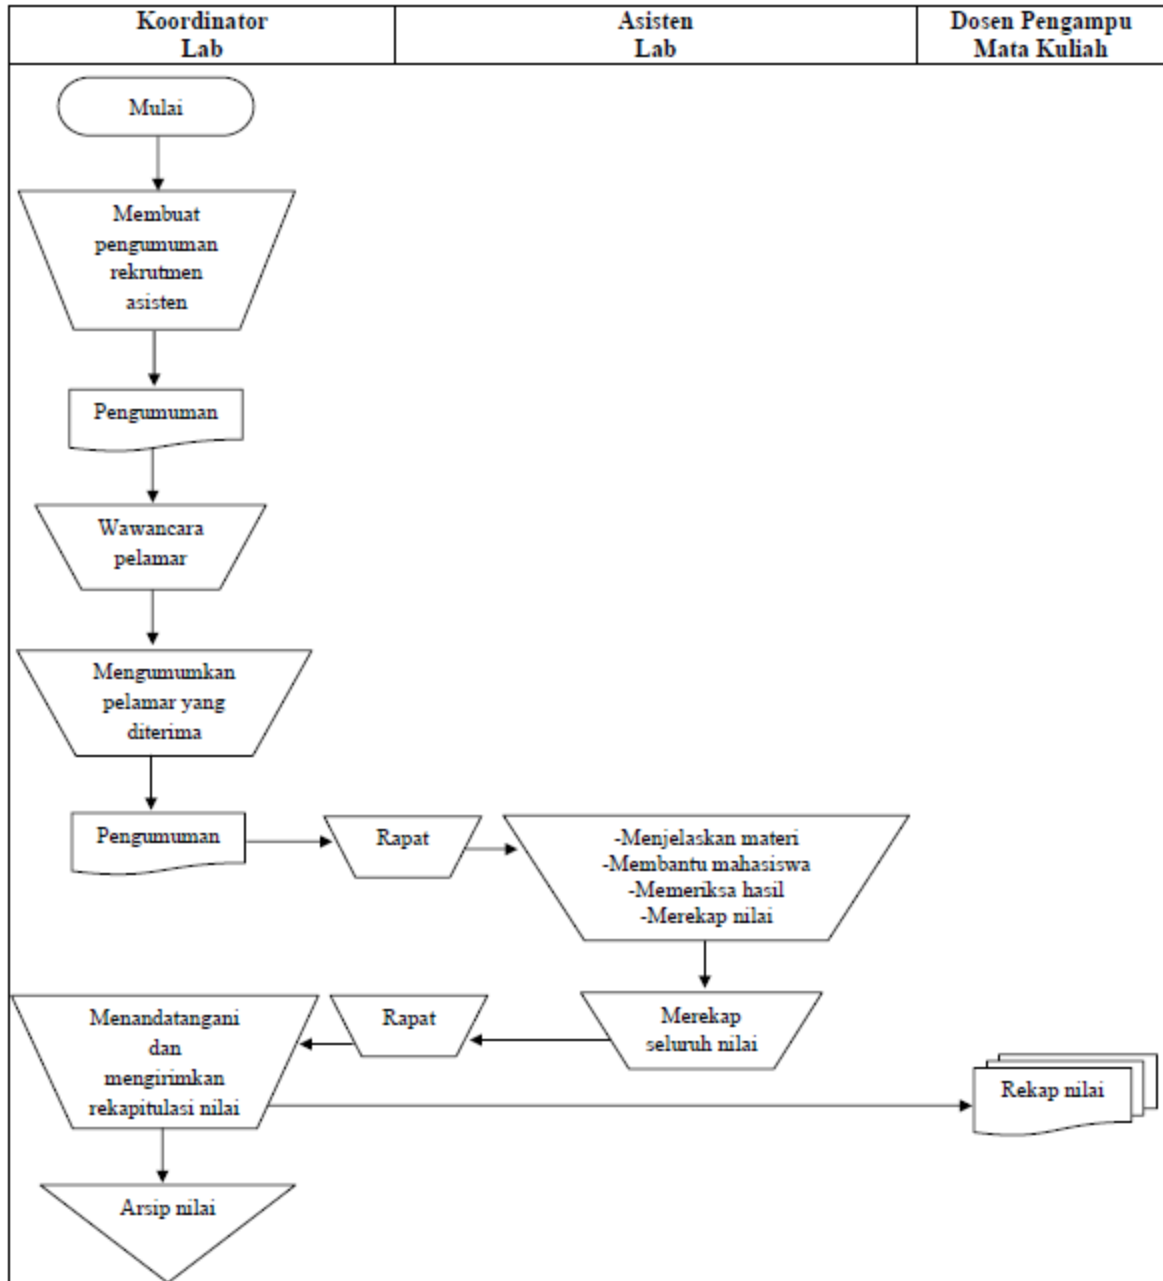 Koordinator
Lab
Asisten
Lab
Dosen Pengampu
Mata Kuliah
Mulai
Membuat
pengumuman
rekrutmen
asisten
Pengumuman
Wawancara
pelamar
Mengumumkan
pelamar yang
diterima
Pengumuman
Rapat
-Menjelaskan materi
-Membantu mahasiswa
-Memeriksa hasil
-Merekap nilai
Menandatangani
dan
mengirimkan
rekapitulasi nilai
Rapat
Merekap
seluruh nilai
Rekap nilai
Arsip nilai